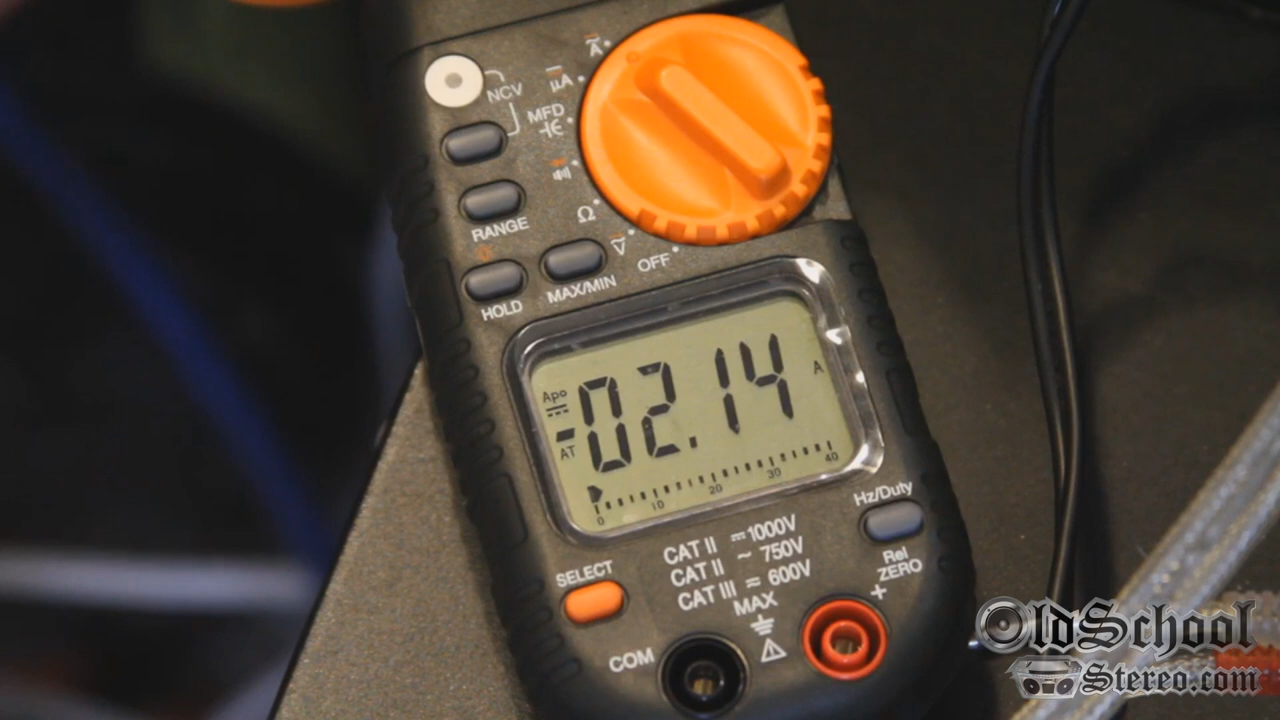 A
NCV
μA
MFD
RANGE
Ω
V
OFF
HOLD
MAX/MIN
Apo
-02.14 A
AT
0 10 20 30 40
Hz/Duty
CAT II ⎓ 1000V
CAT II ~ 750V
CAT III ≂ 600V
MAX
SELECT
Rel
ZERO
+
COM
OldSchool
Stereo.com